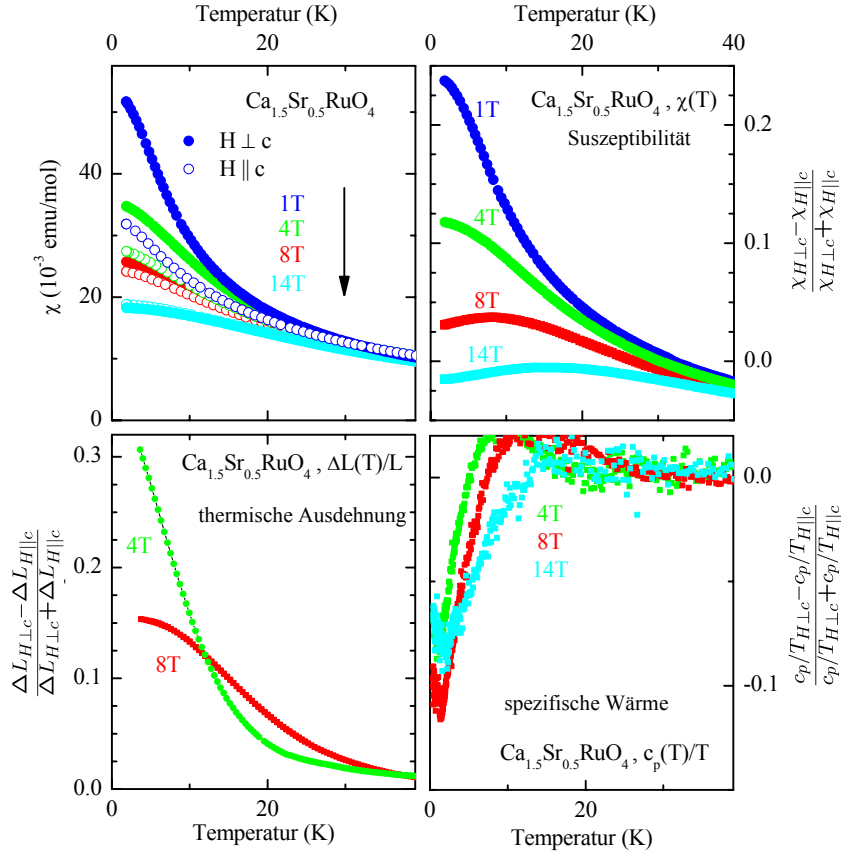 Temperatur (K)
Temperatur (K)
0 20
0 20 40
Ca1.5Sr0.5RuO4
H ⊥ c
H ∥ c
1T
4T
8T
14T
χ (10-3 emu/mol)
0
20
40
Ca1.5Sr0.5RuO4 , χ(T)
Suszeptibilität
1T
4T
8T
14T
0.2
0.1
0.0
χH⊥c−χH||c
χH⊥c+χH||c
0.3
0.2
0.1
0.0
Ca1.5Sr0.5RuO4 , ΔL(T)/L
thermische Ausdehnung
4T
8T
ΔLH⊥c−ΔLH||c
ΔLH⊥c+ΔLH||c
4T
8T
14T
0.0
-0.1
spezifische Wärme
Ca1.5Sr0.5RuO4 , cp(T)/T
cp/TH⊥c−cp/TH||c
cp/TH⊥c+cp/TH||c
20
0 20
Temperatur (K)
Temperatur (K)